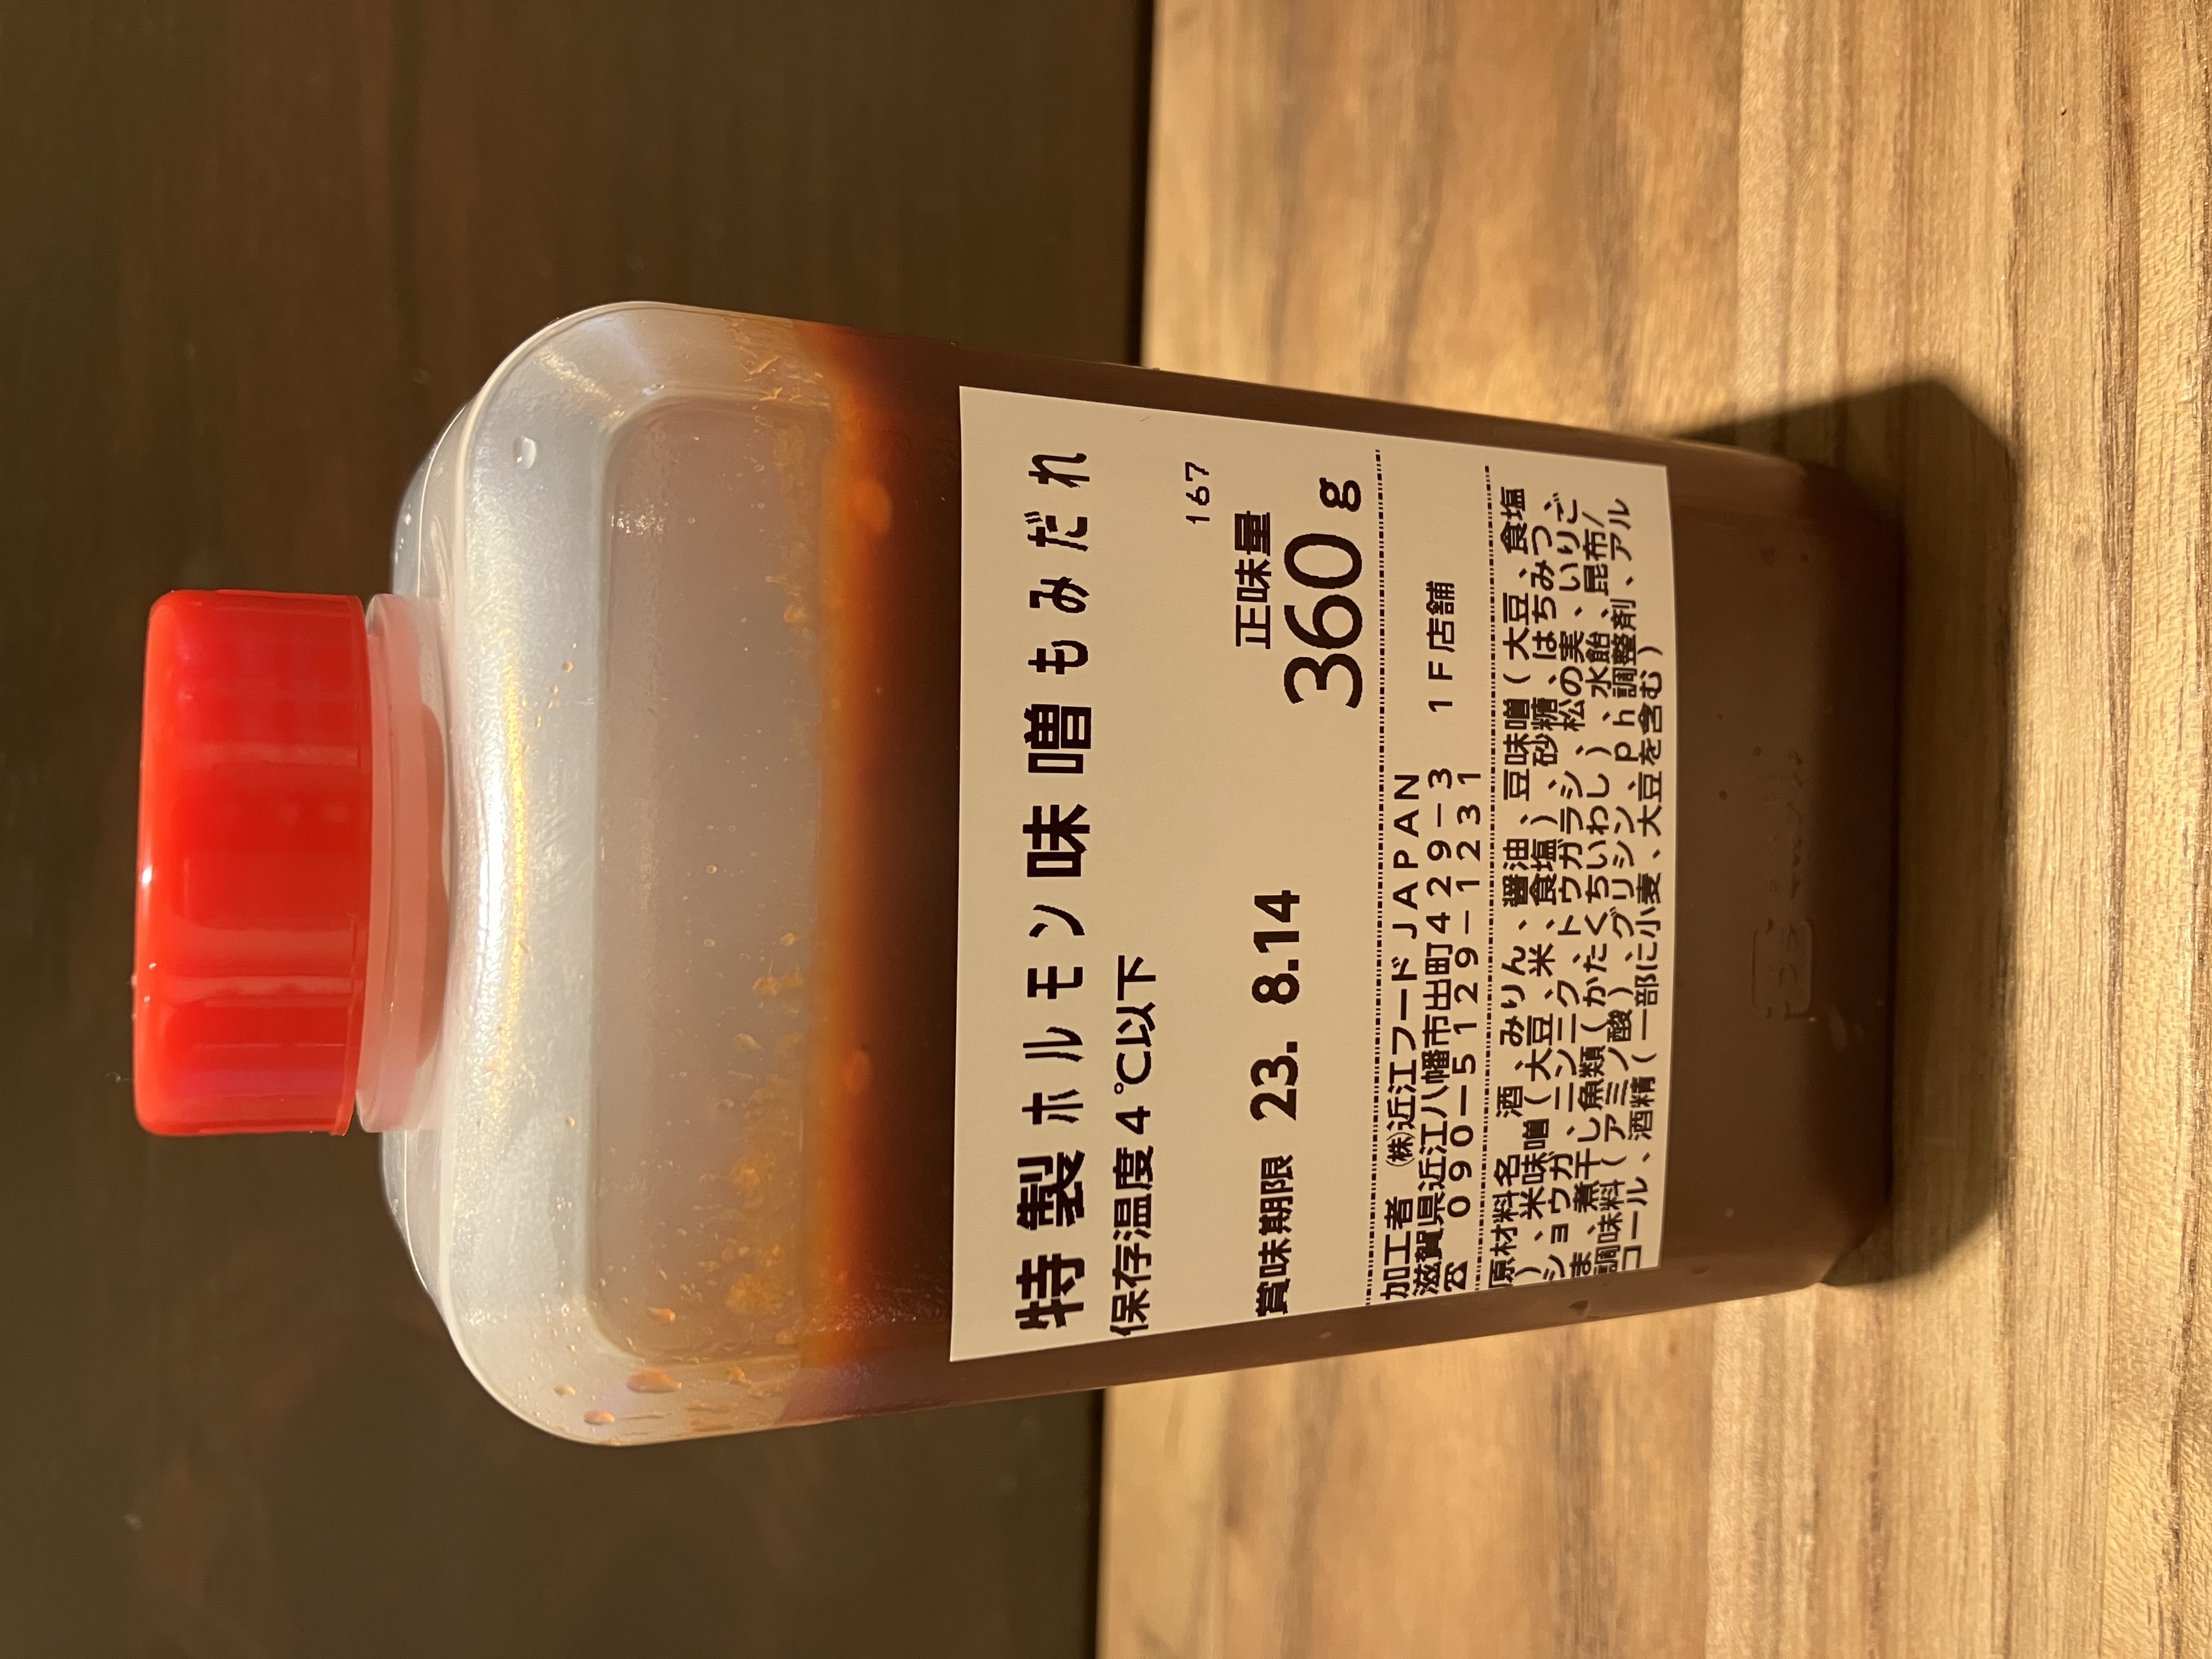 特製ホルモン味噌もみだれ
保存温度4℃以下
167
正味量
賞味期限 23. 8.14 360g
加工者 ㈱近江フードJAPAN
滋賀県近江八幡市出町429-3 1F店舗
☎ 090-5129-1231
原材料名 酒、みりん、醤油、豆味噌(大豆、食塩
)、米味噌(大豆、米、食塩)、砂糖、はちみつ、
ショウガ、ニンニク、トウガラシ、松の実、いりご
ま、煮干し魚類(かたくちいわし)、水飴、昆布/
調味料(アミノ酸)、グリシン、ph調整剤、アル
コール、酒精(一部に小麦、大豆を含む)